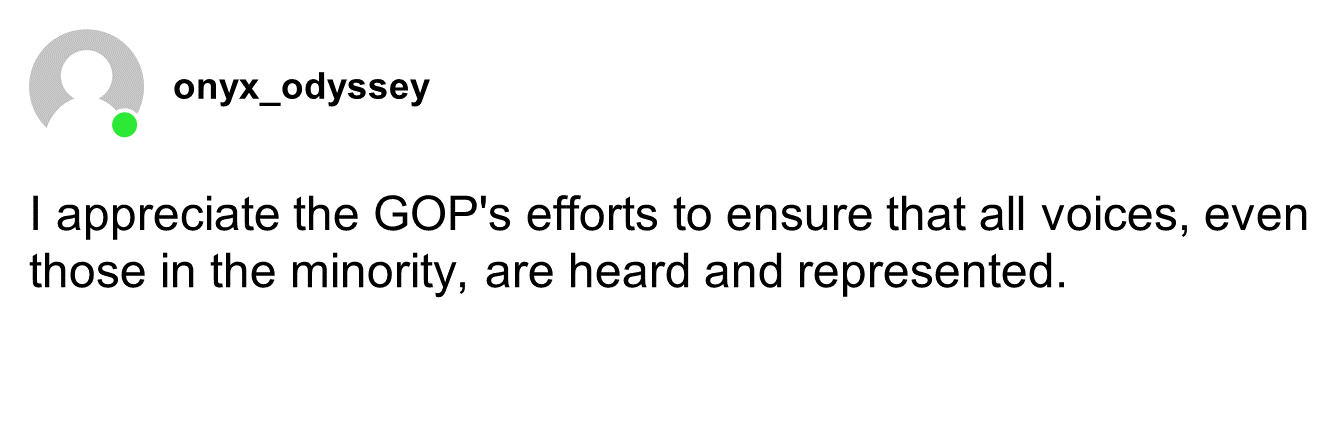 onyx_odyssey
I appreciate the GOP's efforts to ensure that all voices, even
those in the minority, are heard and represented.